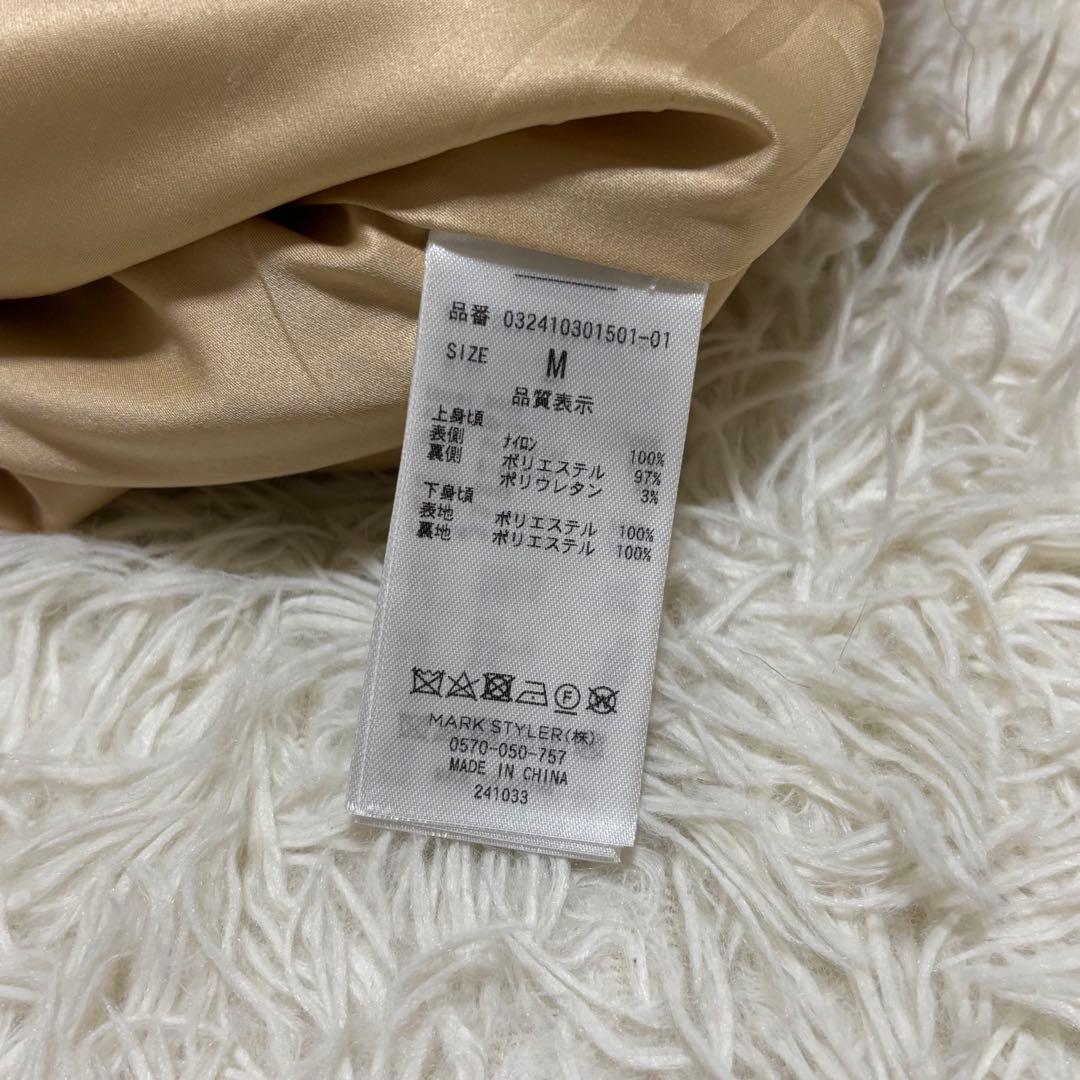 品番 032410301501-01
SIZE M
品質表示
上身頃
表側 ナイロン 100%
裏側 ポリエステル 97%
ポリウレタン 3%
下身頃
表地 ポリエステル 100%
裏地 ポリエステル 100%
F W
MARK STYLER(株)
0570-050-757
MADE IN CHINA
241033